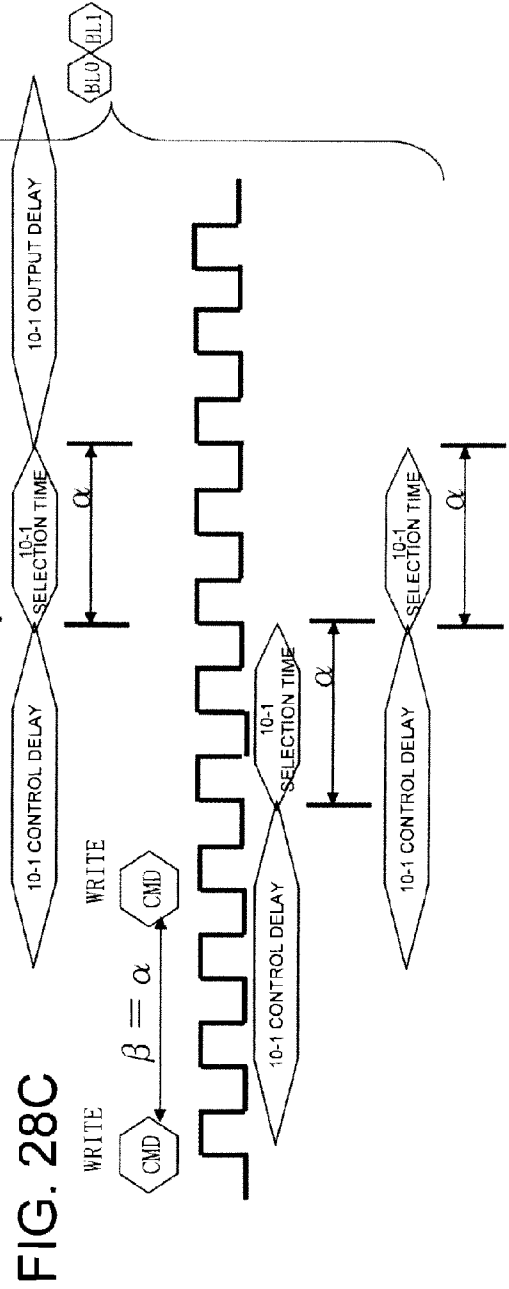 FIG. 28C
10-1 CONTROL DELAY
10-1
SELECTION TIME
10-1 OUTPUT DELAY
α
BL0 BL1
WRITE
WRITE
CMD
β = α
CMD
10-1 CONTROL DELAY
10-1
SELECTION TIME
α
10-1 CONTROL DELAY
10-1
SELECTION TIME
α